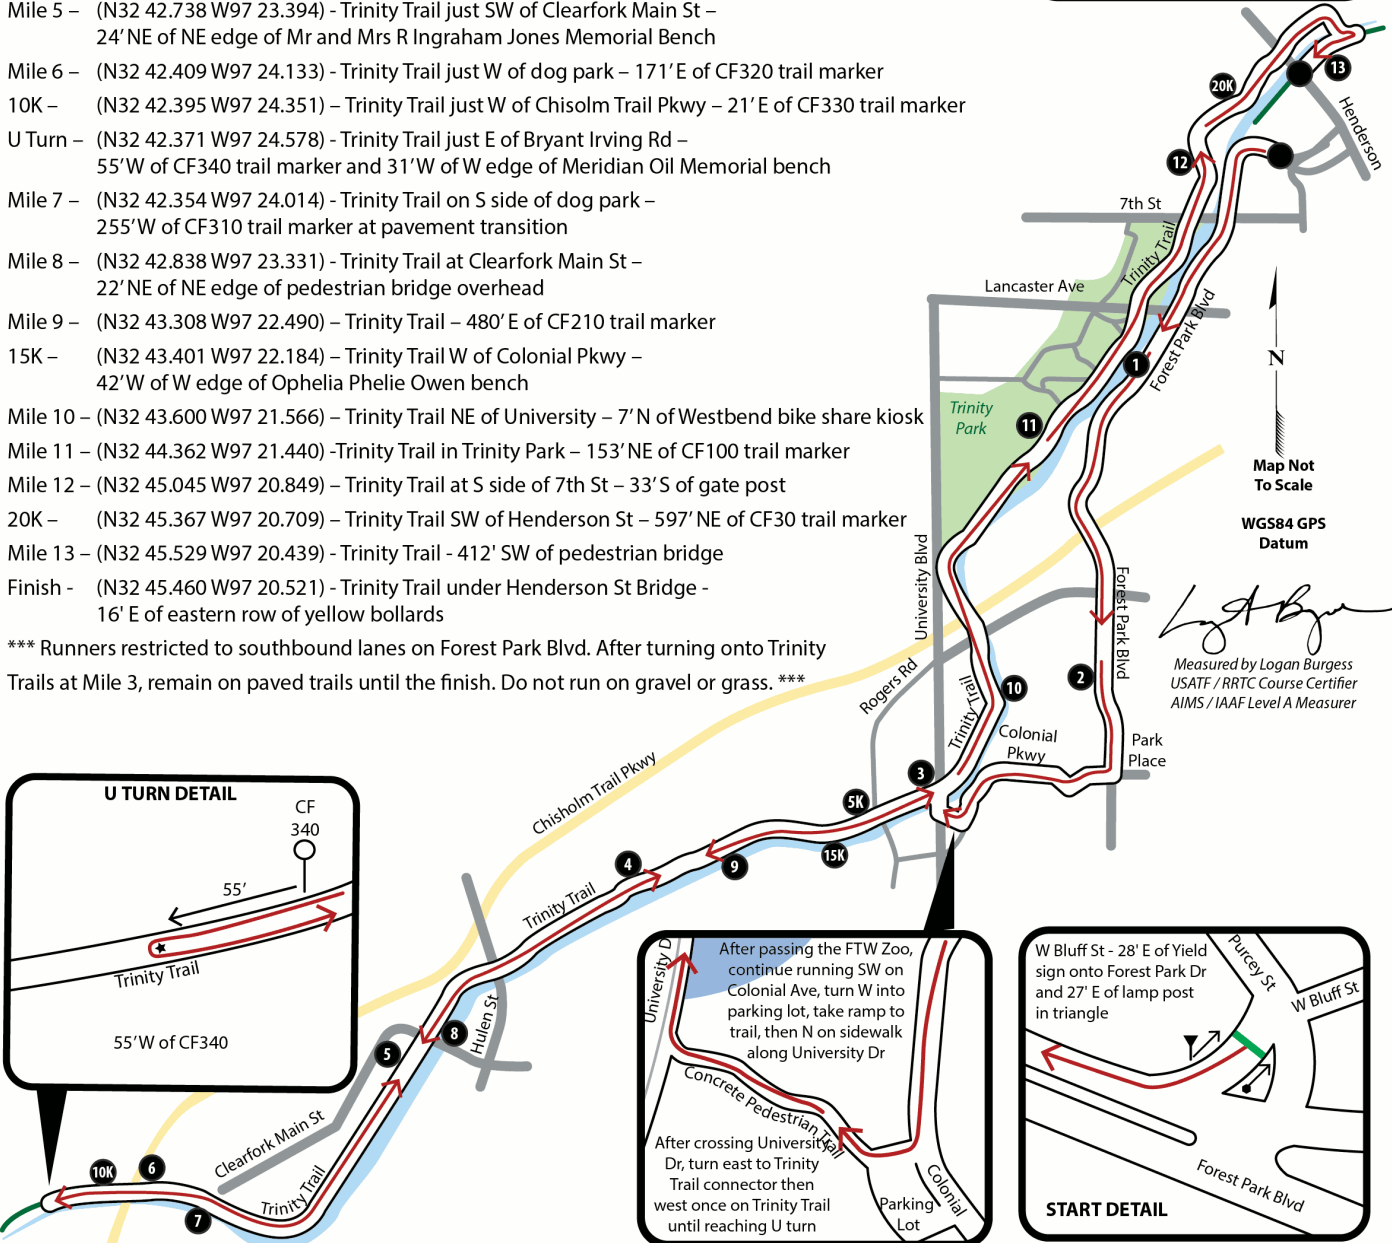 Mile 5 – (N32 42.738 W97 23.394) - Trinity Trail just SW of Clearfork Main St –
24’ NE of NE edge of Mr and Mrs R Ingraham Jones Memorial Bench
Mile 6 – (N32 42.409 W97 24.133) - Trinity Trail just W of dog park – 171’ E of CF320 trail marker
10K – (N32 42.395 W97 24.351) – Trinity Trail just W of Chisolm Trail Pkwy – 21’ E of CF330 trail marker
U Turn – (N32 42.371 W97 24.578) - Trinity Trail just E of Bryant Irving Rd –
55’ W of CF340 trail marker and 31’ W of W edge of Meridian Oil Memorial bench
Mile 7 – (N32 42.354 W97 24.014) - Trinity Trail on S side of dog park –
255’ W of CF310 trail marker at pavement transition
Mile 8 – (N32 42.838 W97 23.331) - Trinity Trail at Clearfork Main St –
22’ NE of NE edge of pedestrian bridge overhead
Mile 9 – (N32 43.308 W97 22.490) – Trinity Trail – 480’ E of CF210 trail marker
15K – (N32 43.401 W97 22.184) – Trinity Trail W of Colonial Pkwy –
42’ W of W edge of Ophelia Phelie Owen bench
Mile 10 – (N32 43.600 W97 21.566) – Trinity Trail NE of University – 7’ N of Westbend bike share kiosk
Mile 11 – (N32 44.362 W97 21.440) -Trinity Trail in Trinity Park – 153’ NE of CF100 trail marker
Mile 12 – (N32 45.045 W97 20.849) – Trinity Trail at S side of 7th St – 33’ S of gate post
20K – (N32 45.367 W97 20.709) – Trinity Trail SW of Henderson St – 597’ NE of CF30 trail marker
Mile 13 – (N32 45.529 W97 20.439) - Trinity Trail - 412' SW of pedestrian bridge
Finish - (N32 45.460 W97 20.521) - Trinity Trail under Henderson St Bridge -
16' E of eastern row of yellow bollards
*** Runners restricted to southbound lanes on Forest Park Blvd. After turning onto Trinity
Trails at Mile 3, remain on paved trails until the finish. Do not run on gravel or grass. ***
13
20K
Henderson
12
7th St
Trinity Trail
Lancaster Ave
Forest Park Blvd
1
N
Trinity
Park
11
Map Not
To Scale
WGS84 GPS
Datum
University Blvd
Forest Park Blvd
Measured by Logan Burgess
USATF / RRTC Course Certifier
AIMS / IAAF Level A Measurer
Rogers Rd
10
2
Trinity Trail
Colonial
Pkwy
Park
Place
3
Chisholm Trail Pkwy
5K
15K
4
9
Trinity Trail
Hulen St
8
5
Clearfork Main St
Trinity Trail
10K
6
7
U TURN DETAIL
CF
340
55’
Trinity Trail
55’ W of CF340
University D
After passing the FTW Zoo,
continue running SW on
Colonial Ave, turn W into
parking lot, take ramp to
trail, then N on sidewalk
along University Dr
Concrete Pedestrian Trail
After crossing University
Dr, turn east to Trinity
Trail connector then
west once on Trinity Trail
until reaching U turn
Parking
Lot
Colonial
W Bluff St - 28' E of Yield
sign onto Forest Park Dr
and 27' E of lamp post
in triangle
Purcey St
W Bluff St
Forest Park Blvd
START DETAIL